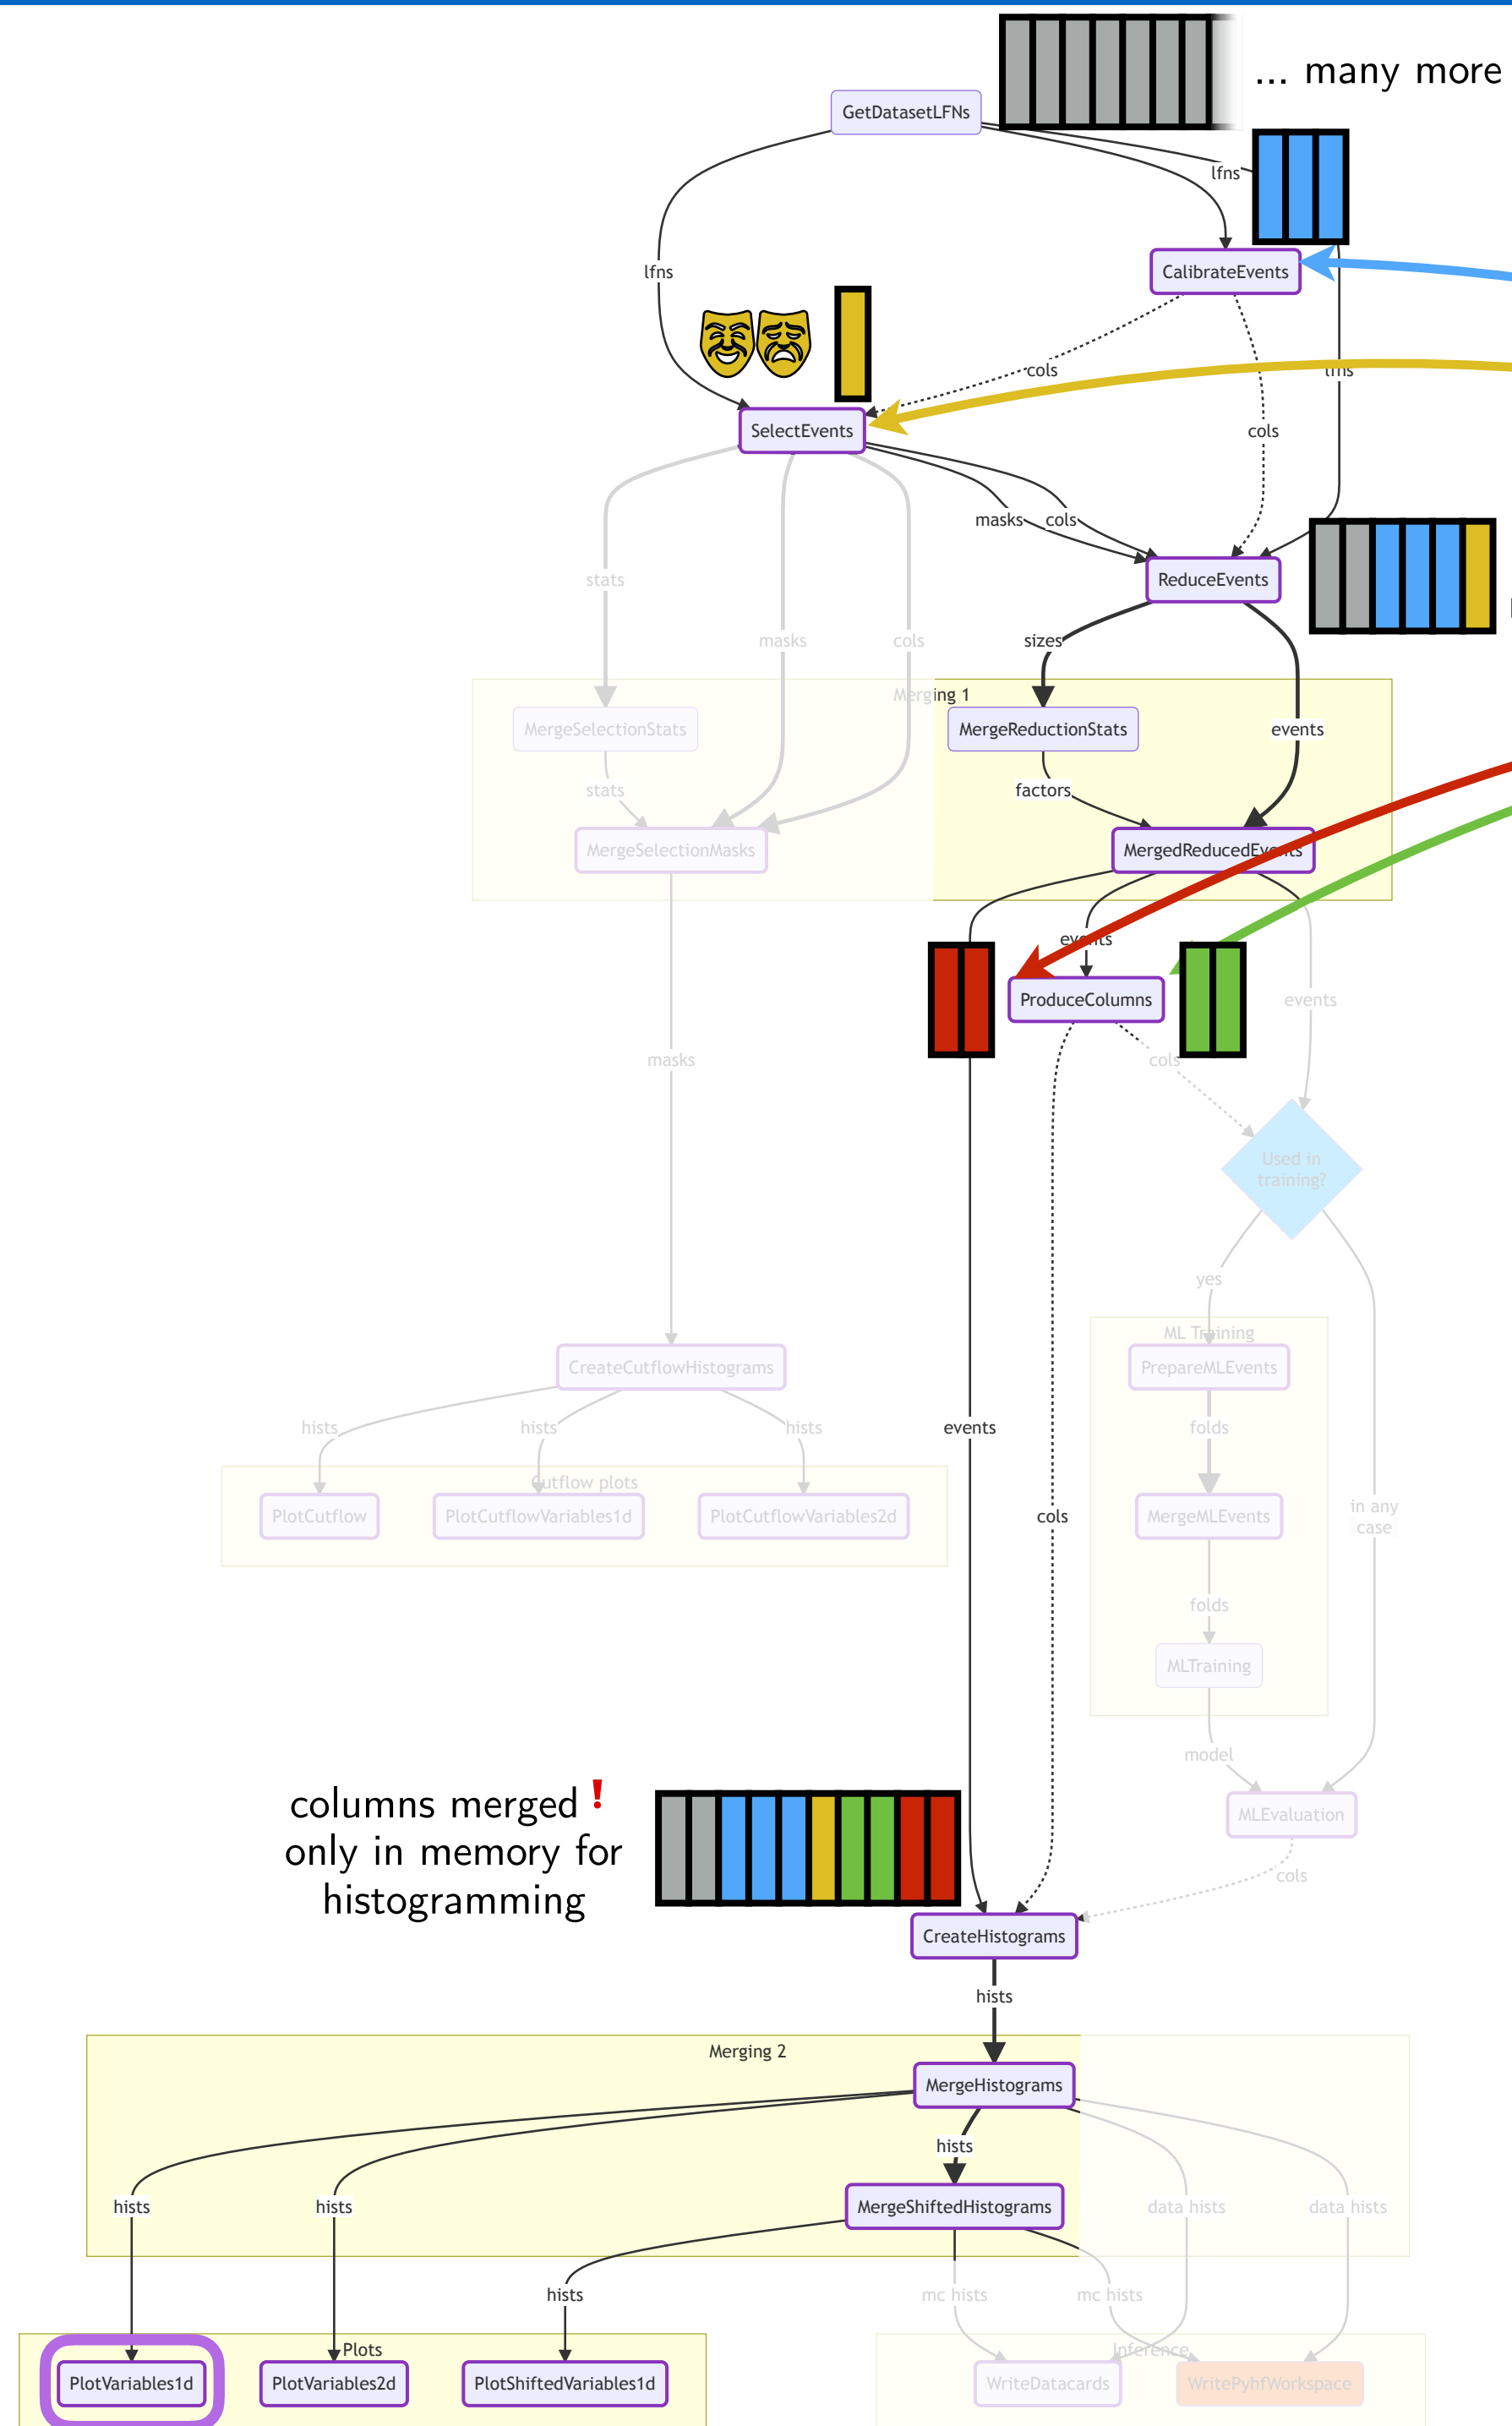 ... many more
GetDatasetLFNs
lfns
lfns
CalibrateEvents
cols
lfns
SelectEvents
cols
masks
cols
ReduceEvents
stats
masks
cols
sizes
Merging 1
MergeSelectionStats
MergeReductionStats
events
stats
factors
MergeSelectionMasks
MergedReducedEvents
events
ProduceColumns
events
masks
cols
Used in
training?
yes
ML Training
CreateCutflowHistograms
PrepareMLEvents
hists
hists
hists
events
folds
Cutflow plots
PlotCutflow
PlotCutflowVariables1d
PlotCutflowVariables2d
cols
MergeMLEvents
in any
case
folds
MLTraining
model
columns merged !
only in memory for
histogramming
MLEvaluation
cols
CreateHistograms
hists
Merging 2
MergeHistograms
hists
hists
hists
MergeShiftedHistograms
data hists
data hists
hists
mc hists
mc hists
Plots
Inference
PlotVariables1d
PlotVariables2d
PlotShiftedVariables1d
WriteDatacards
WritePyhfWorkspace